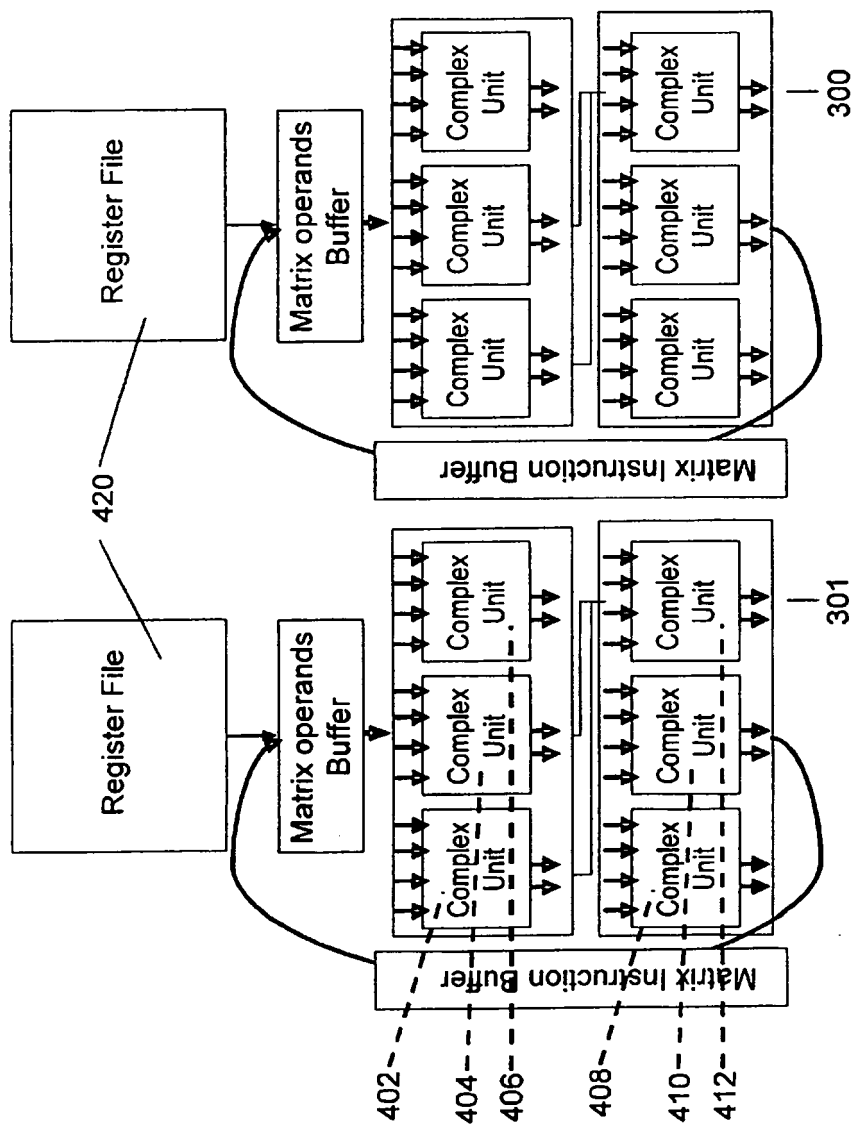 Register File
Register File
420
Matrix operands
Buffer
Matrix operands
Buffer
Complex
Unit
Complex
Unit
Complex
Unit
Complex
Unit
Complex
Unit
Complex
Unit
Matrix Instruction Buffer
Matrix Instruction Buffer
Complex
Unit
Complex
Unit
Complex
Unit
Complex
Unit
Complex
Unit
Complex
Unit
402
404
406
408
410
412
301
300